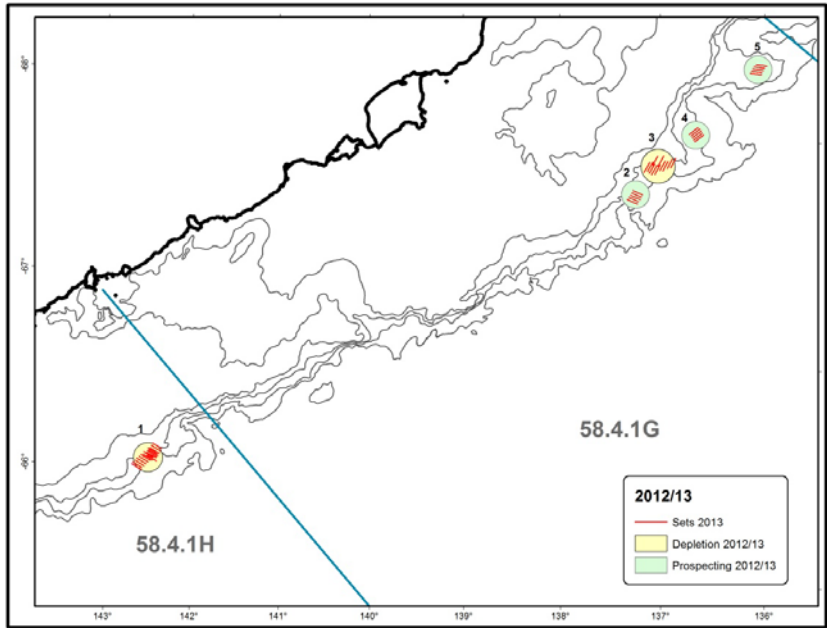 5
-68°
4
3
2
-67°
1
-66°
58.4.1G
58.4.1H
2012/13
Sets 2013
Depletion 2012/13
Prospecting 2012/13
143° 142° 141° 140° 139° 138° 137° 136°